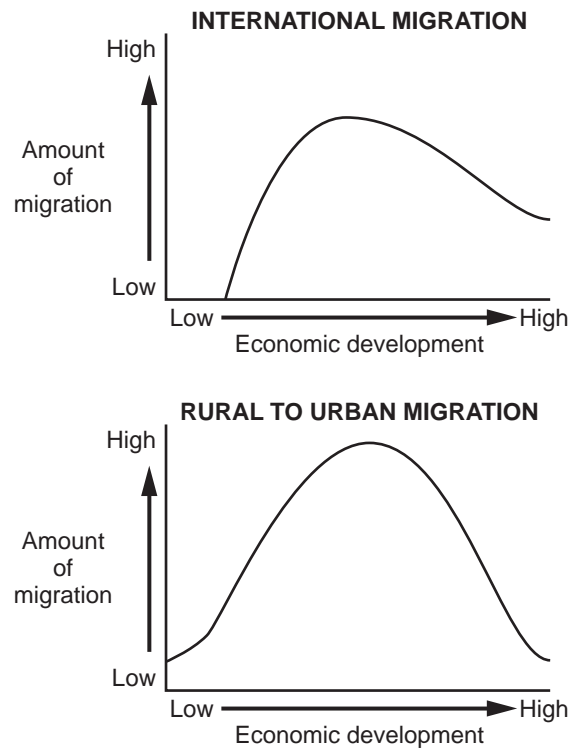 INTERNATIONAL MIGRATION
High
Amount
of
migration
Low
Low
High
Economic development
RURAL TO URBAN MIGRATION
High
Amount
of
migration
Low
Low
High
Economic development